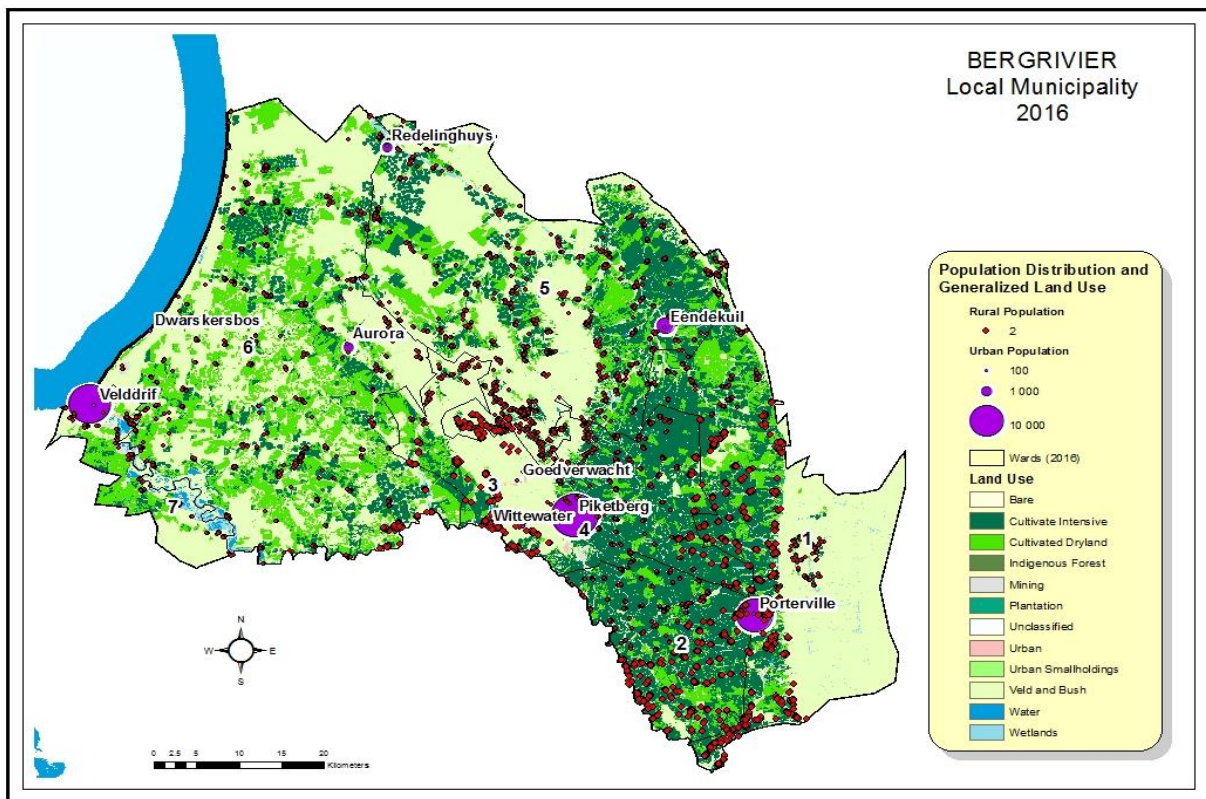 BERGRIVIER
Local Municipality
2016
Redelinghuys
5
Eendekuil
Dwarskersbos
6
Aurora
Velddrif
Goedverwacht
3
Wittewater
Piketberg
4
7
1
Porterville
2
N
W
E
S
0 2.5 5 10 15 20
Kilometers
Population Distribution and
Generalized Land Use
Rural Population
2
Urban Population
100
1 000
10 000
Wards (2016)
Land Use
Bare
Cultivate Intensive
Cultivated Dryland
Indigenous Forest
Mining
Plantation
Unclassified
Urban
Urban Smallholdings
Veld and Bush
Water
Wetlands